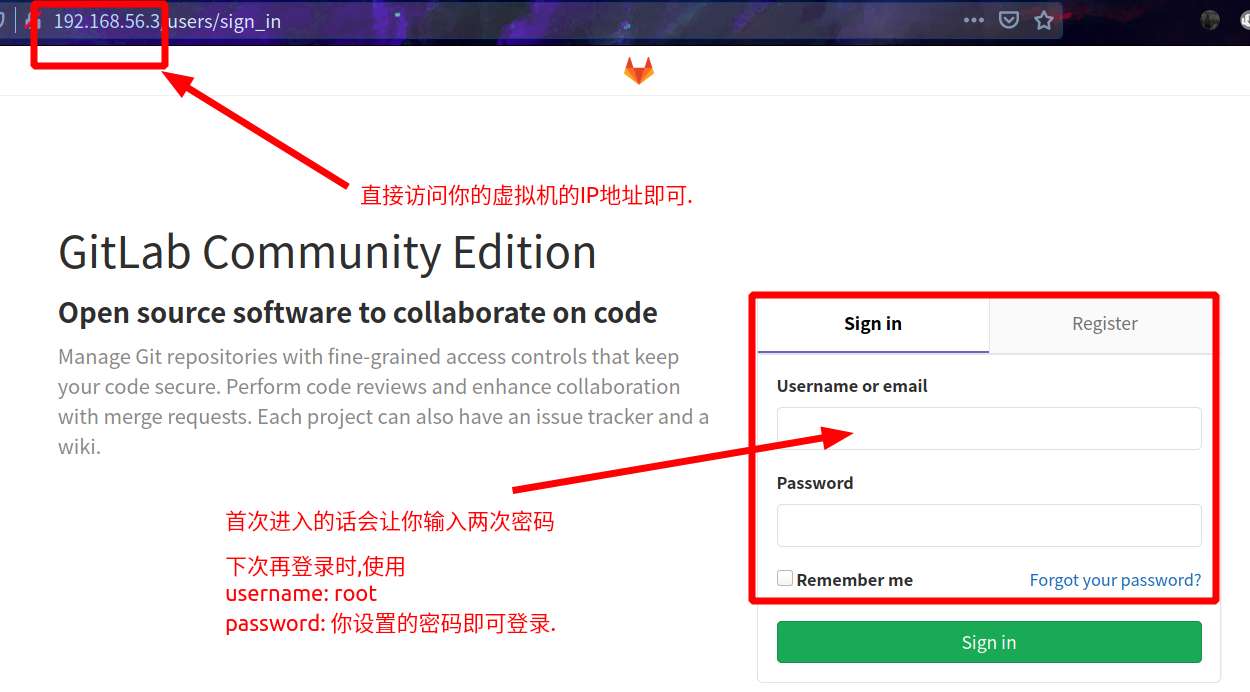 192.168.56.3/users/sign_in
直接访问你的虚拟机的IP地址即可.
GitLab Community Edition
Open source software to collaborate on code
Manage Git repositories with fine-grained access controls that keep
your code secure. Perform code reviews and enhance collaboration
with merge requests. Each project can also have an issue tracker and a
wiki.
首次进入的话会让你输入两次密码
下次再登录时,使用
username: root
password: 你设置的密码即可登录.
Sign in
Register
Username or email
Password
Remember me
Forgot your password?
Sign in